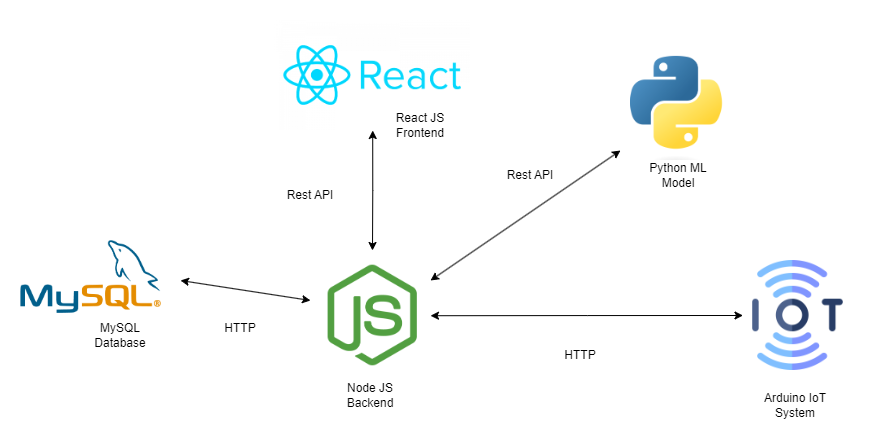 React
React JS
Frontend
Python ML
Model
Rest API
Rest API
MySQL®
MySQL
Database
HTTP
JS
Node JS
Backend
IOT
HTTP
Arduino IoT
System